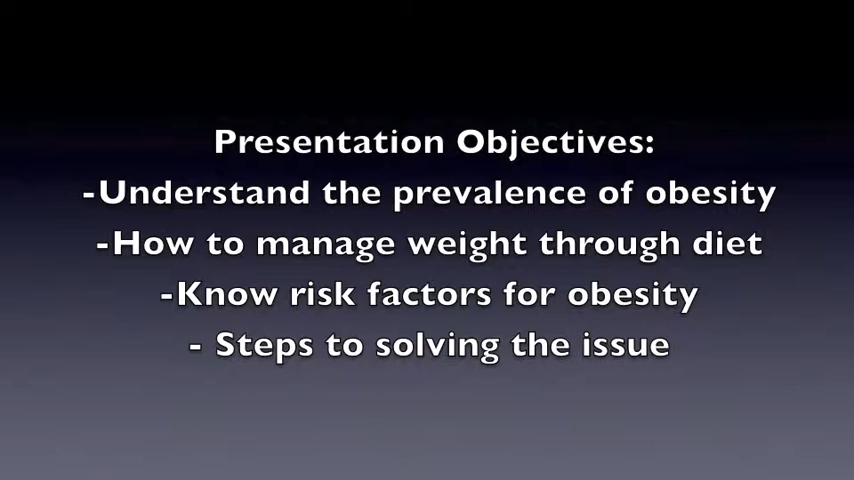 Presentation Objectives:
-Understand the prevalence of obesity
-How to manage weight through diet
-Know risk factors for obesity
- Steps to solving the issue